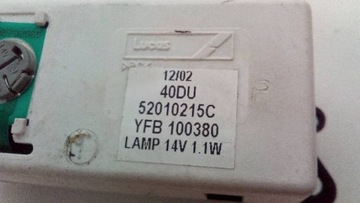 Lucas
12/02
40DU
52010215C
YFB 100380
LAMP 14V 1.1W